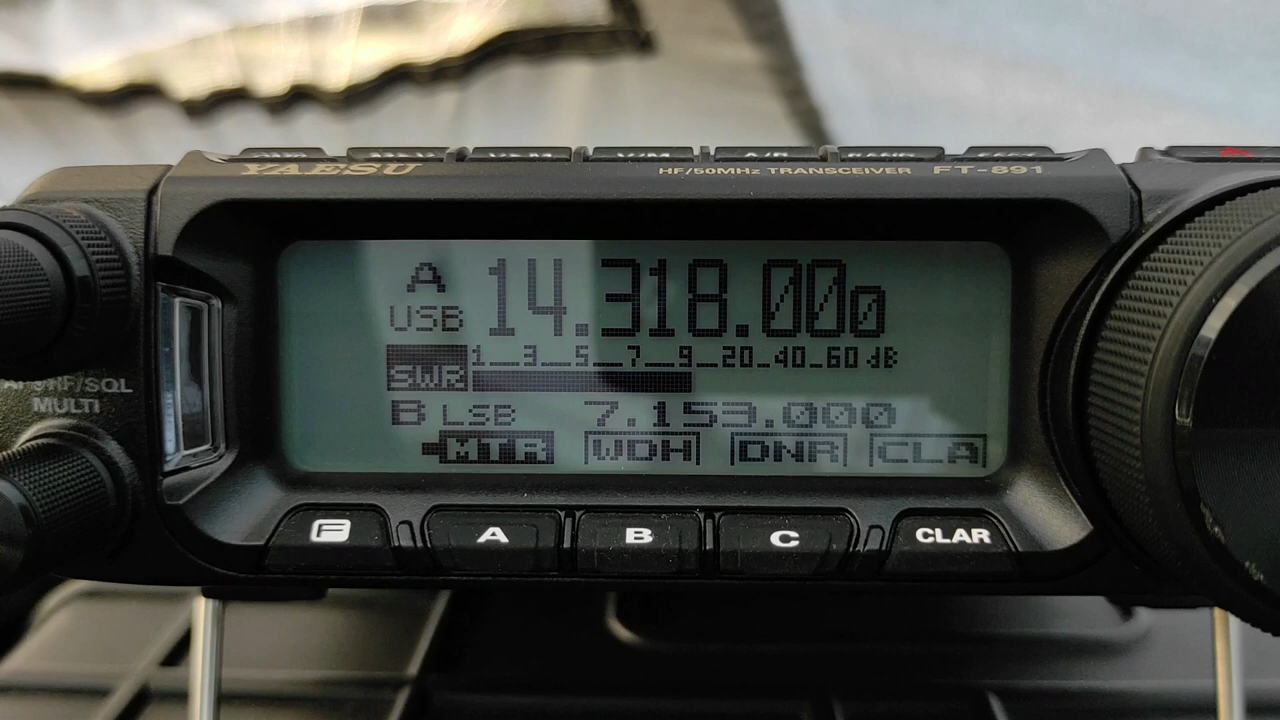 YAESU HF/50MHz TRANSCEIVER FT-891
A 14.318.000
USB
1 3 5 7 9 20 40 60 dB
SWR
B LSB 7.153.000
MTR WDH DNR CLA
F A B C CLAR
RF/SQL
MULTI